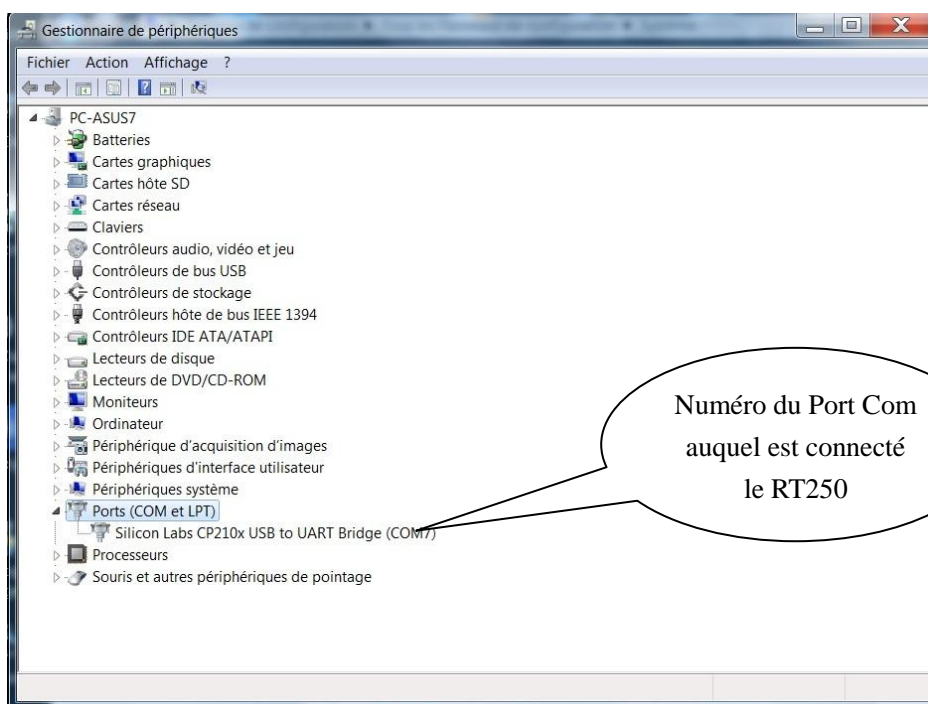 Gestionnaire de périphériques
Fichier Action Affichage ?
PC-ASUS7
Batteries
Cartes graphiques
Cartes hôte SD
Cartes réseau
Claviers
Contrôleurs audio, vidéo et jeu
Contrôleurs de bus USB
Contrôleurs de stockage
Contrôleurs hôte de bus IEEE 1394
Contrôleurs IDE ATA/ATAPI
Lecteurs de disque
Lecteurs de DVD/CD-ROM
Moniteurs
Ordinateur
Périphérique d'acquisition d'images
Périphériques d'interface utilisateur
Périphériques système
Ports (COM et LPT)
Silicon Labs CP210x USB to UART Bridge (COM7)
Processeurs
Souris et autres périphériques de pointage
Numéro du Port Com
auquel est connecté
le RT250